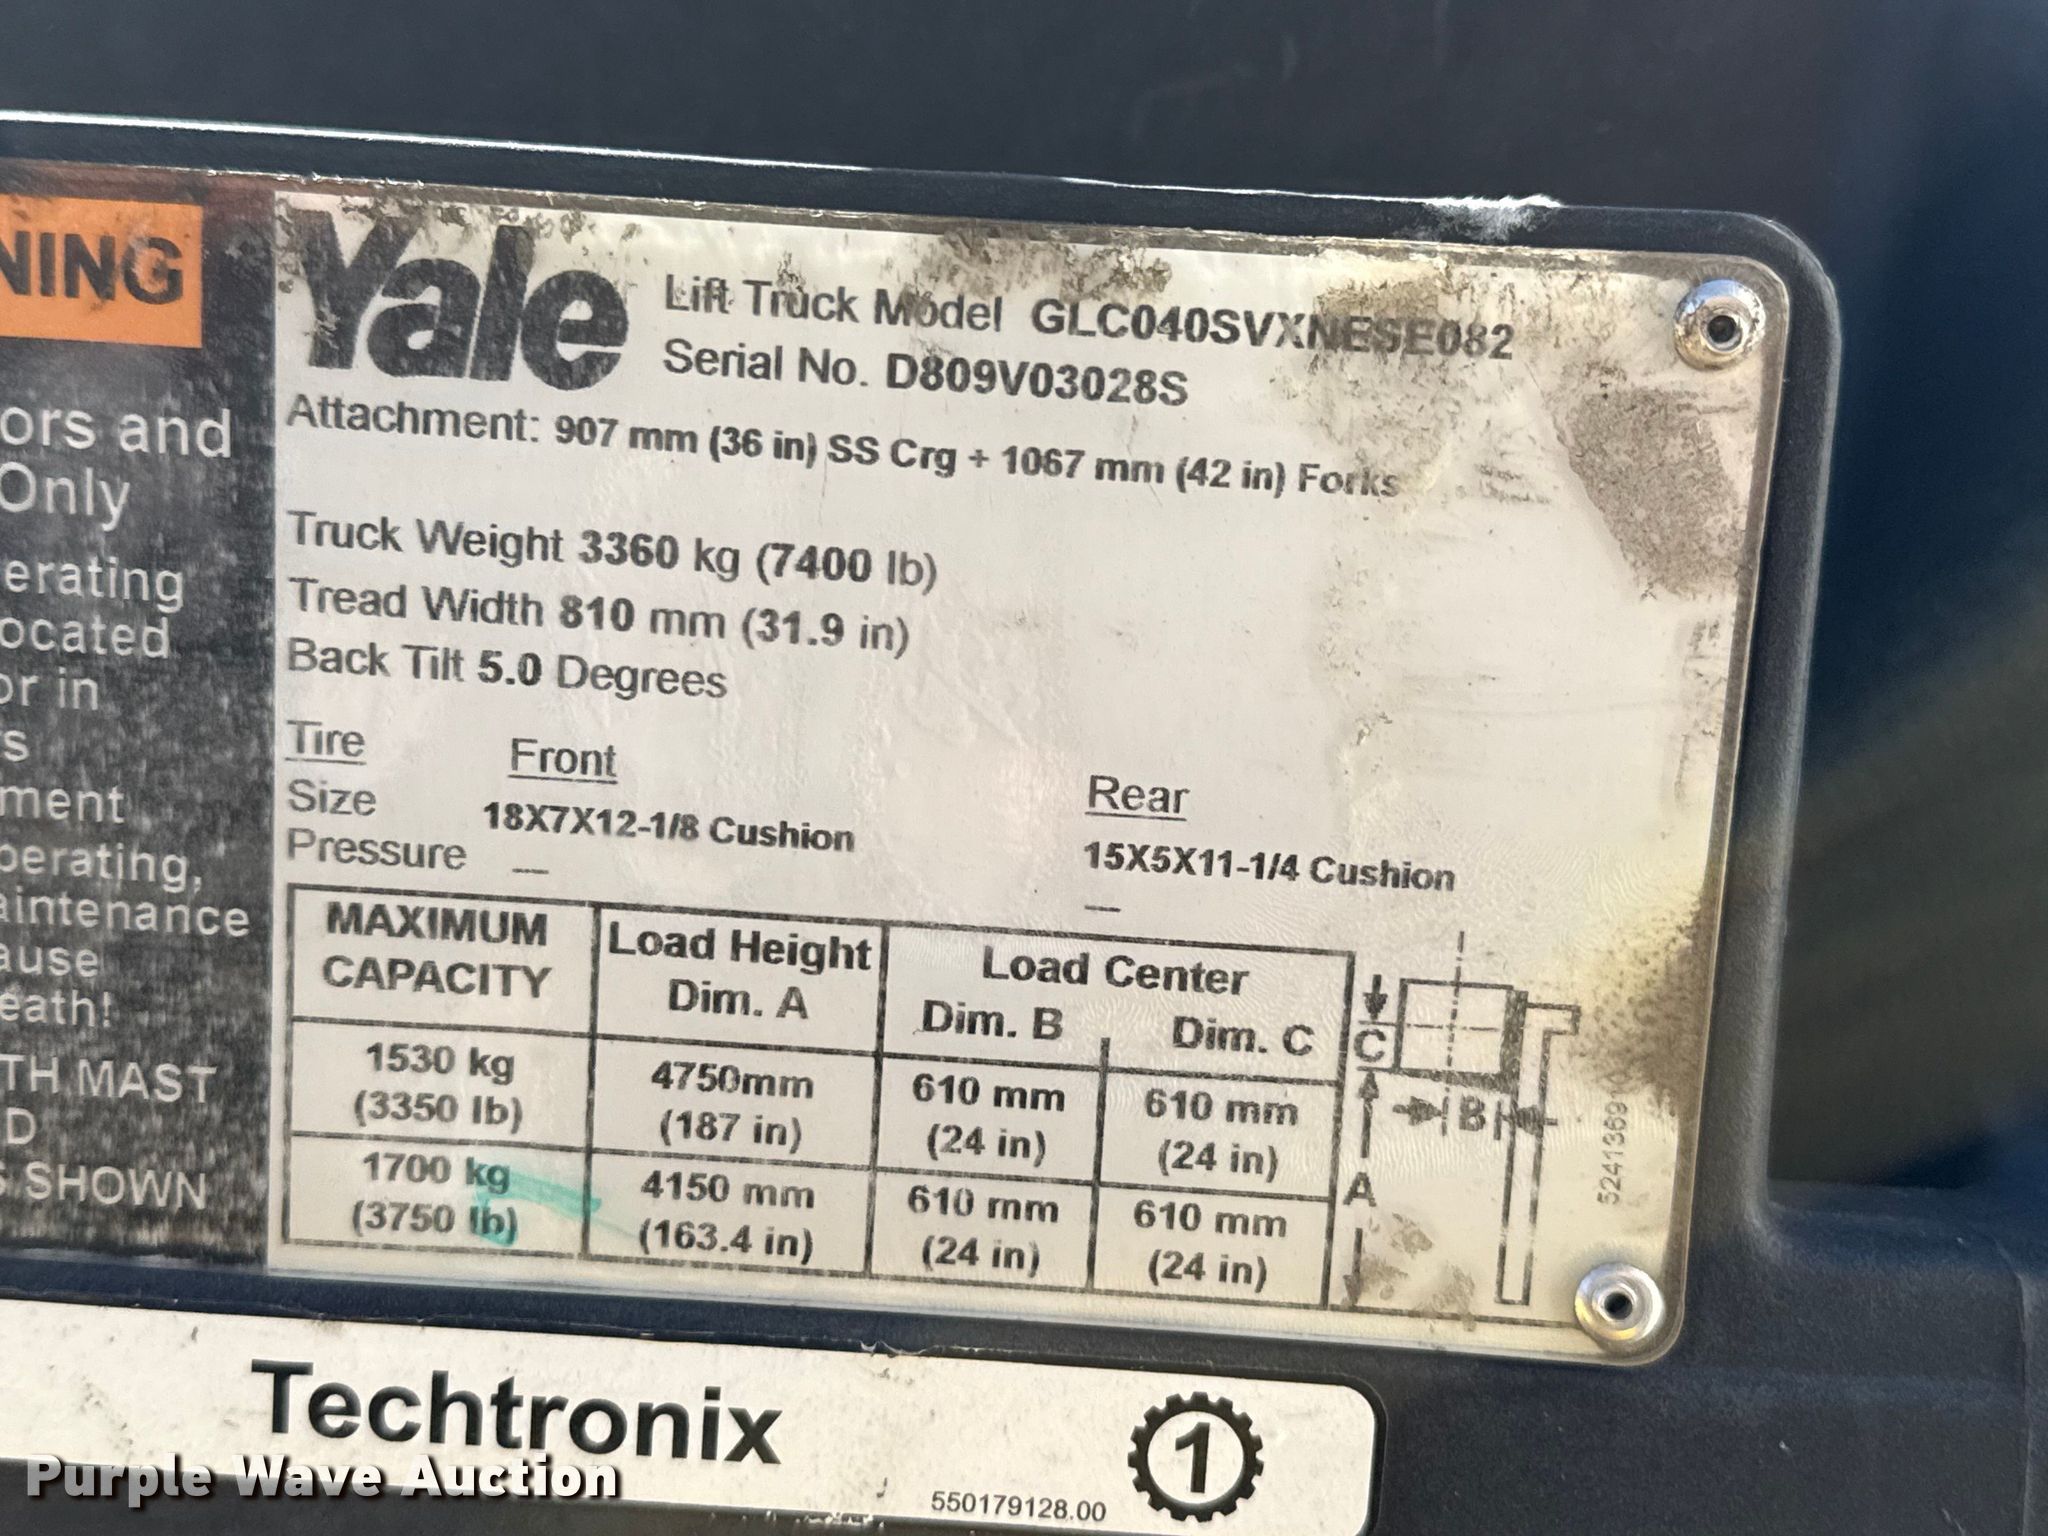 NING
ors and
Only
erating
ocated
or in
s
ment
perating,
aintenance
ause
eath!
TH MAST
D
S SHOWN
Yale
Lift Truck Model GLC040SVXNESE082
Serial No. D809V03028S
Attachment: 907 mm (36 in) SS Crg + 1067 mm (42 in) Forks
Truck Weight 3360 kg (7400 lb)
Tread Width 810 mm (31.9 in)
Back Tilt 5.0 Degrees
Tire Front Rear
Size 18X7X12-1/8 Cushion 15X5X11-1/4 Cushion
Pressure — —
MAXIMUM CAPACITY Load Height Dim. A Load Center Dim. B Dim. C
1530 kg 4750mm 610 mm 610 mm
(3350 lb) (187 in) (24 in) (24 in)
1700 kg 4150 mm 610 mm 610 mm
(3750 lb) (163.4 in) (24 in) (24 in)
C
B
A
524136910
Techtronix
1
550179128.00
Purple Wave Auction